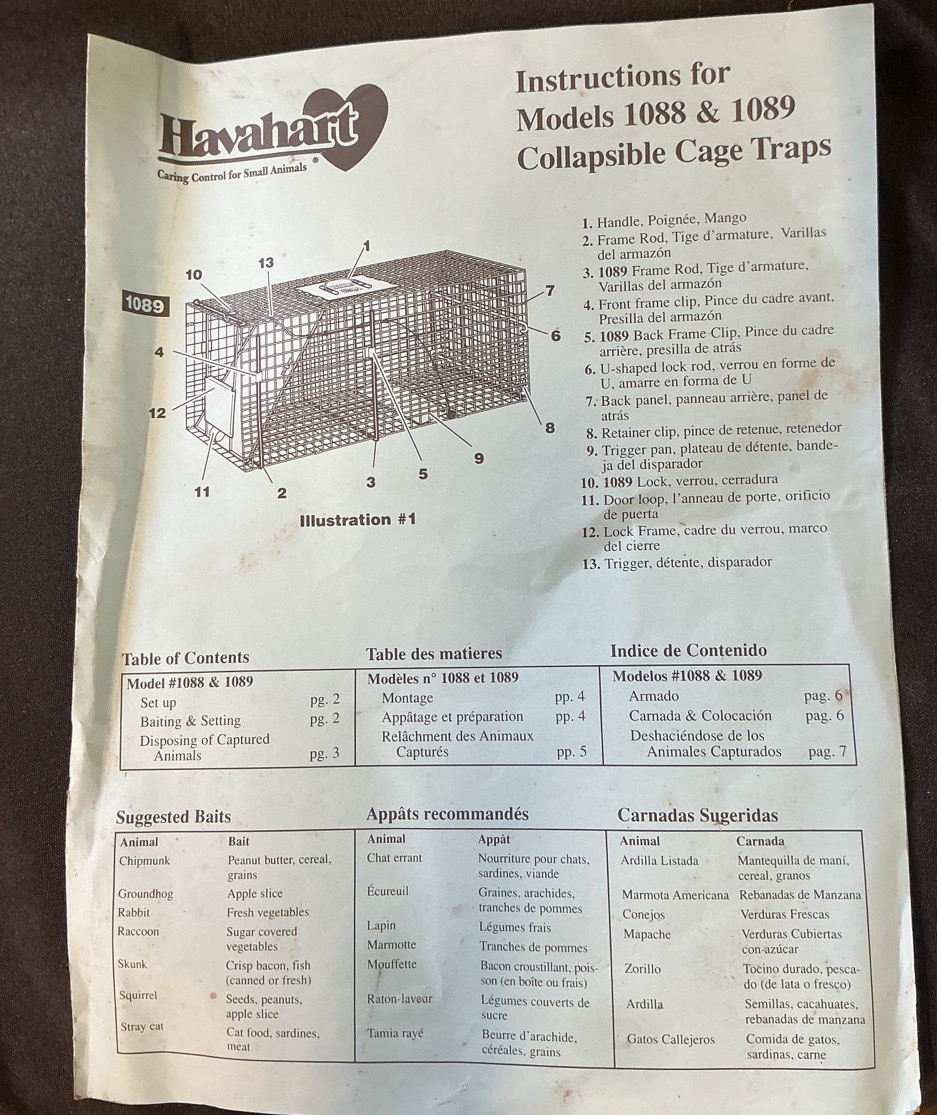 Havahart
Caring Control for Small Animals ®
Instructions for
Models 1088 & 1089
Collapsible Cage Traps
1
13
10
1089
7
6
4
12
8
9
5
3
2
11
Illustration #1
1. Handle, Poignée, Mango
2. Frame Rod, Tige d'armature, Varillas
del armazón
3. 1089 Frame Rod, Tige d'armature,
Varillas del armazón
4. Front frame clip, Pince du cadre avant,
Presilla del armazón
5. 1089 Back Frame Clip, Pince du cadre
arrière, presilla de atrás
6. U-shaped lock rod, verrou en forme de
U, amarre en forma de U
7. Back panel, panneau arrière, panel de
atrás
8. Retainer clip, pince de retenue, retenedor
9. Trigger pan, plateau de détente, bande-
ja del disparador
10. 1089 Lock, verrou, cerradura
11. Door loop, l'anneau de porte, orificio
de puerta
12. Lock Frame, cadre du verrou, marco
del cierre
13. Trigger, détente, disparador
Table of Contents
Model #1088 & 1089
Set up pg. 2
Baiting & Setting pg. 2
Disposing of Captured
Animals pg. 3
Table des matieres
Modèles n° 1088 et 1089
Montage pp. 4
Appâtage et préparation pp. 4
Relâchment des Animaux
Capturés pp. 5
Indice de Contenido
Modelos #1088 & 1089
Armado pag. 6
Carnada & Colocación pag. 6
Deshaciéndose de los
Animales Capturados pag. 7
Suggested Baits
Animal Bait
Chipmunk Peanut butter, cereal,
grains
Groundhog Apple slice
Rabbit Fresh vegetables
Raccoon Sugar covered
vegetables
Skunk Crisp bacon, fish
(canned or fresh)
Squirrel Seeds, peanuts,
apple slice
Stray cat Cat food, sardines,
meat
Appâts recommandés
Animal Appât
Chat errant Nourriture pour chats,
sardines, viande
Écureuil Graines, arachides,
tranches de pommes
Lapin Légumes frais
Marmotte Tranches de pommes
Mouffette Bacon croustillant, pois-
son (en boîte ou frais)
Raton-laveur Légumes couverts de
sucre
Tamia rayé Beurre d'arachide,
céréales, grains
Carnadas Sugeridas
Animal Carnada
Ardilla Listada Mantequilla de maní,
cereal, granos
Marmota Americana Rebanadas de Manzana
Conejos Verduras Frescas
Mapache Verduras Cubiertas
con azúcar
Zorillo Tocino durado, pesca-
do (de lata o fresco)
Ardilla Semillas, cacahuates,
rebanadas de manzana
Gatos Callejeros Comida de gatos,
sardinas, carne